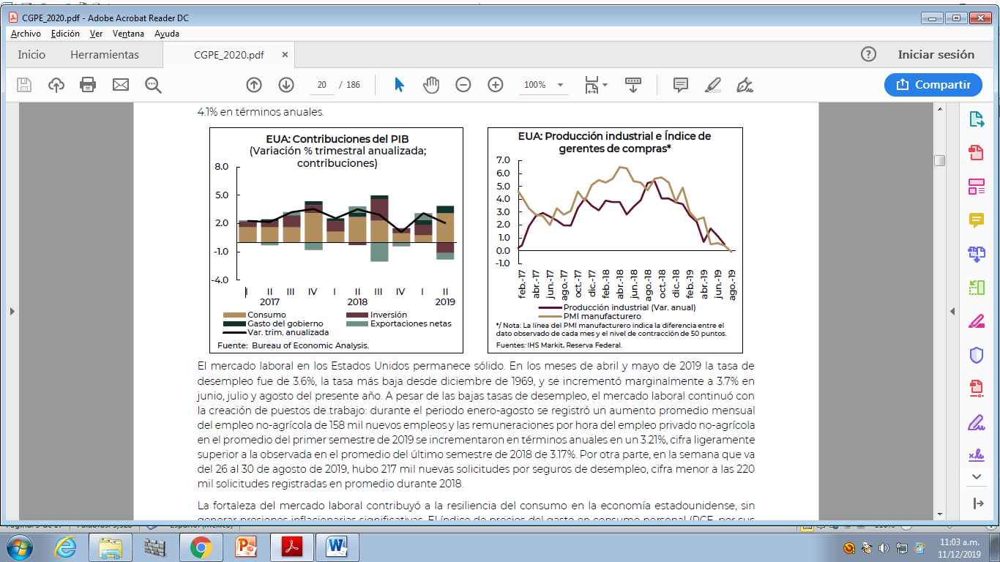 CGPE_2020.pdf - Adobe Acrobat Reader DC
Archivo Edición Ver Ventana Ayuda
Inicio Herramientas CGPE_2020.pdf × ? Iniciar sesión
20 / 186 100% Compartir
4.1% en términos anuales.
EUA: Contribuciones del PIB
(Variación % trimestral anualizada;
contribuciones)
8.0
5.0
2.0
-1.0
-4.0
I II III IV I II III IV I II
2017 2018 2019
Consumo Inversión
Gasto del gobierno Exportaciones netas
Var. trim. anualizada
Fuente: Bureau of Economic Analysis.
EUA: Producción industrial e Índice de
gerentes de compras*
7.0
6.0
5.0
4.0
3.0
2.0
1.0
0.0
-1.0
feb.-17 abr.-17 jun.-17 ago.-17 oct.-17 dic.-17 feb.-18 abr.-18 jun.-18 ago.-18 oct.-18 dic.-18 feb.-19 abr.-19 jun.-19 ago.-19
Producción industrial (Var. anual)
PMI manufacturero
*/ Nota: La línea del PMI manufacturero indica la diferencia entre el
dato observado de cada mes y el nivel de contracción de 50 puntos.
Fuentes: IHS Markit, Reserva Federal.
El mercado laboral en los Estados Unidos permanece sólido. En los meses de abril y mayo de 2019 la tasa de
desempleo fue de 3.6%, la tasa más baja desde diciembre de 1969, y se incrementó marginalmente a 3.7% en
junio, julio y agosto del presente año. A pesar de las bajas tasas de desempleo, el mercado laboral continuó con
la creación de puestos de trabajo: durante el periodo enero-agosto se registró un aumento promedio mensual
del empleo no-agrícola de 158 mil nuevos empleos y las remuneraciones por hora del empleo privado no-agrícola
en el promedio del primer semestre de 2019 se incrementaron en términos anuales en un 3.21%, cifra ligeramente
superior a la observada en el promedio del último semestre de 2018 de 3.17%. Por otra parte, en la semana que va
del 26 al 30 de agosto de 2019, hubo 217 mil nuevas solicitudes por seguros de desempleo, cifra menor a las 220
mil solicitudes registradas en promedio durante 2018.
La fortaleza del mercado laboral contribuyó a la resiliencia del consumo en la economía estadounidense, sin
generar presiones inflacionarias significativas. El índice de precios del gasto en consumo personal (PCE, por sus
11:03 a.m.
11/12/2019